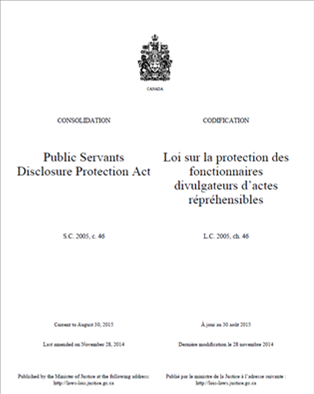 CANADA
CONSOLIDATION
Public Servants
Disclosure Protection Act
S.C. 2005, c. 46
Current to August 30, 2015
Last amended on November 28, 2014
Published by the Minister of Justice at the following address:
http://laws-lois.justice.gc.ca
CODIFICATION
Loi sur la protection des
fonctionnaires
divulgateurs d’actes
répréhensibles
L.C. 2005, ch. 46
À jour au 30 août 2015
Dernière modification le 28 novembre 2014
Publié par le ministre de la Justice à l’adresse suivante :
http://lois-laws.justice.gc.ca